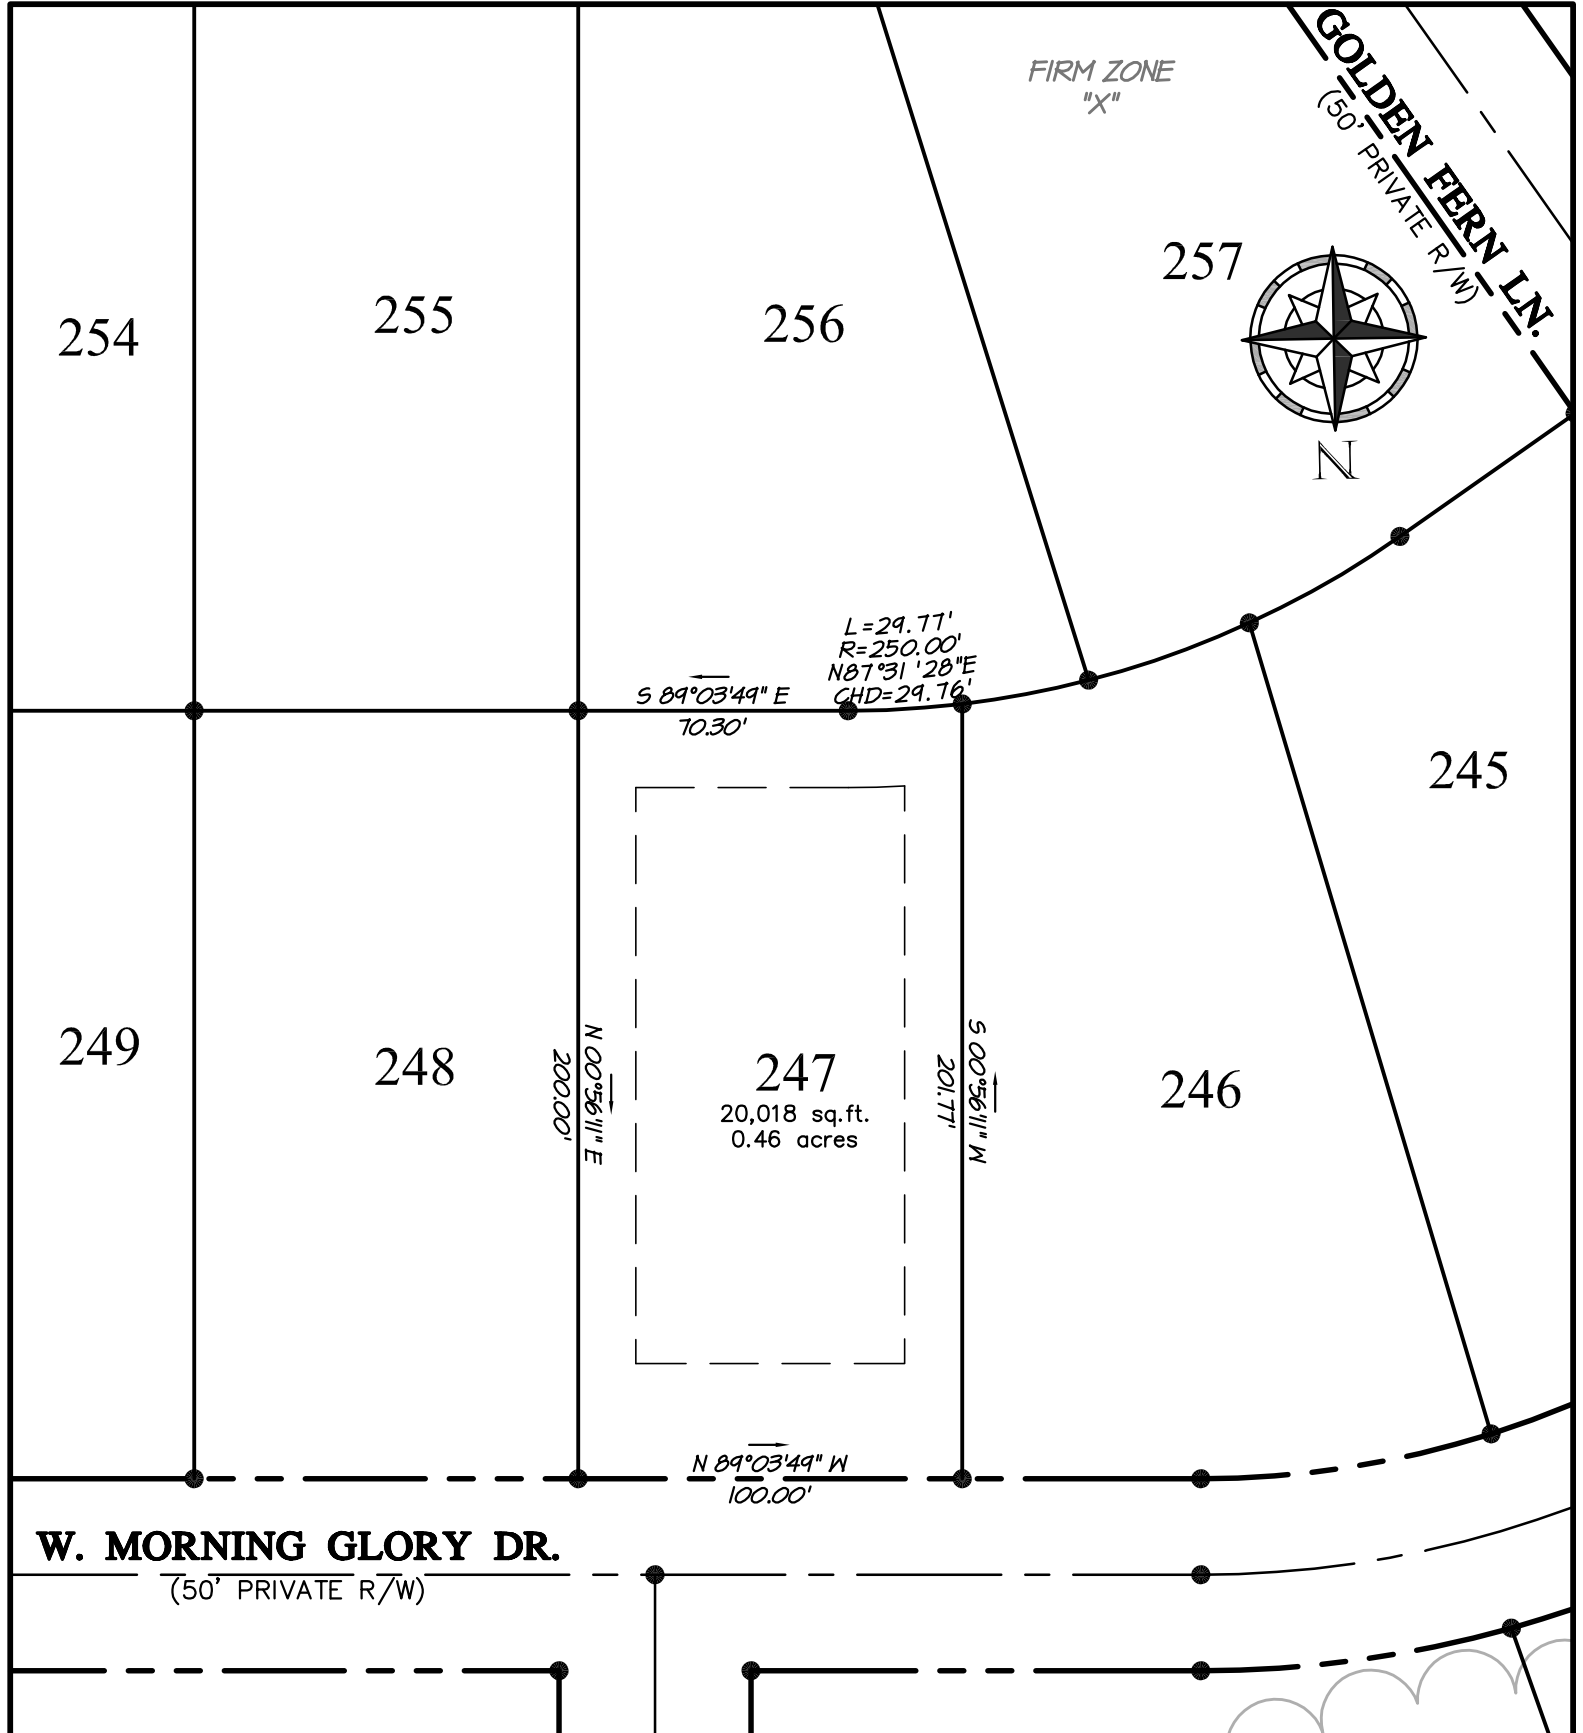 GOLDEN FERN LN.
(50' PRIVATE R/W)
FIRM ZONE
"X"
257
N
254
255
256
L=29.77'
R=250.00'
N87°31'28"E
CHD=29.76'
S 89°03'49" E
70.30'
245
249
248
N 00°56'11" E
200.00'
247
20,018 sq.ft.
0.46 acres
S 00°56'11" W
201.77'
246
N 89°03'49" W
100.00'
W. MORNING GLORY DR.
(50' PRIVATE R/W)